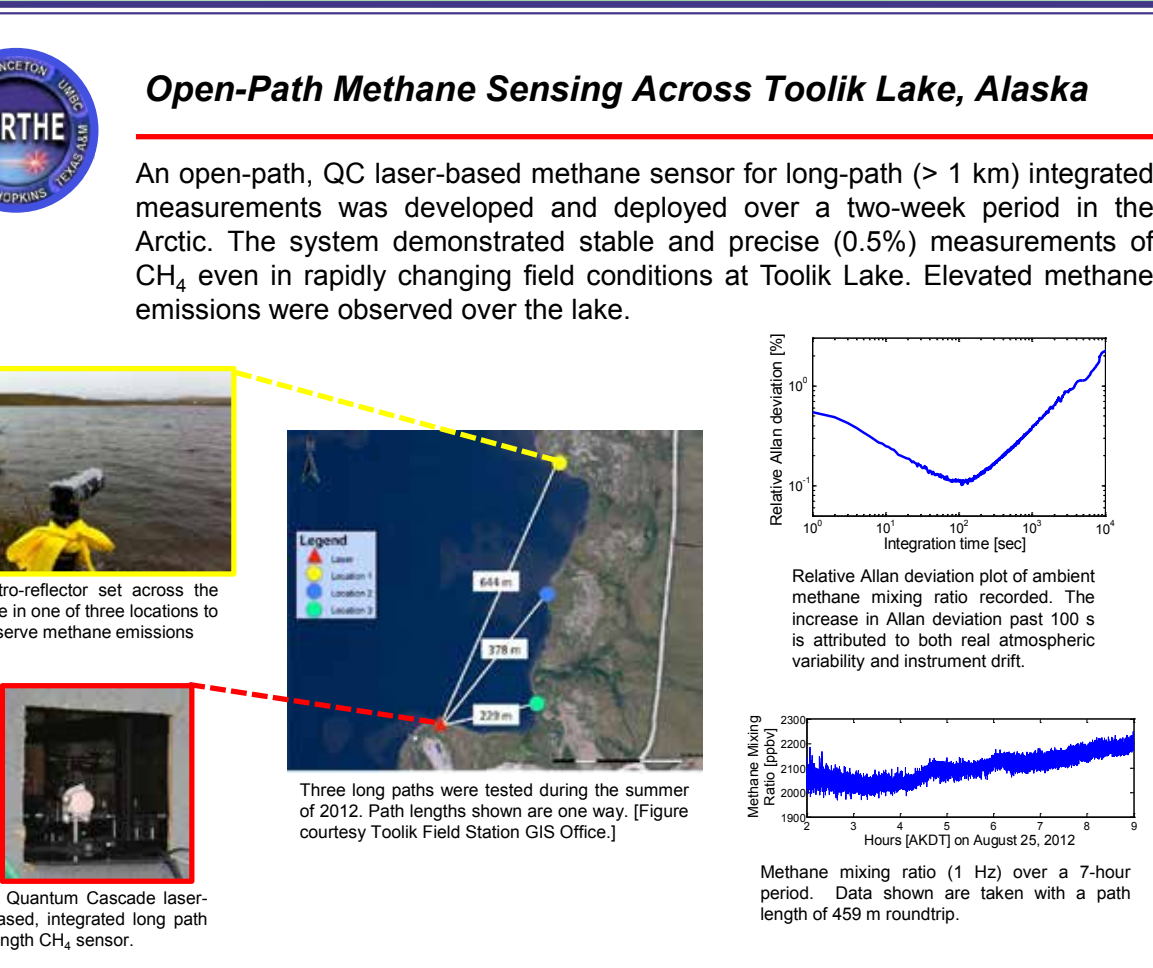 NCETON
UMBC
RTHE
TEXAS A&M
HOPKINS
Open-Path Methane Sensing Across Toolik Lake, Alaska
An open-path, QC laser-based methane sensor for long-path (> 1 km) integrated
measurements was developed and deployed over a two-week period in the
Arctic. The system demonstrated stable and precise (0.5%) measurements of
CH4 even in rapidly changing field conditions at Toolik Lake. Elevated methane
emissions were observed over the lake.
tro-reflector set across the
e in one of three locations to
serve methane emissions
Quantum Cascade laser-
ased, integrated long path
ngth CH4 sensor.
Legend
Laser
Location 1
Location 2
Location 3
644 m
378 m
229 m
Three long paths were tested during the summer
of 2012. Path lengths shown are one way. [Figure
courtesy Toolik Field Station GIS Office.]
Relative Allan deviation [%]
10^0
10^-1
10^0 10^1 10^2 10^3 10^4
Integration time [sec]
Relative Allan deviation plot of ambient
methane mixing ratio recorded. The
increase in Allan deviation past 100 s
is attributed to both real atmospheric
variability and instrument drift.
Methane Mixing
Ratio [ppbv]
2300
2200
2100
2000
1900
2 3 4 5 6 7 8 9
Hours [AKDT] on August 25, 2012
Methane mixing ratio (1 Hz) over a 7-hour
period. Data shown are taken with a path
length of 459 m roundtrip.